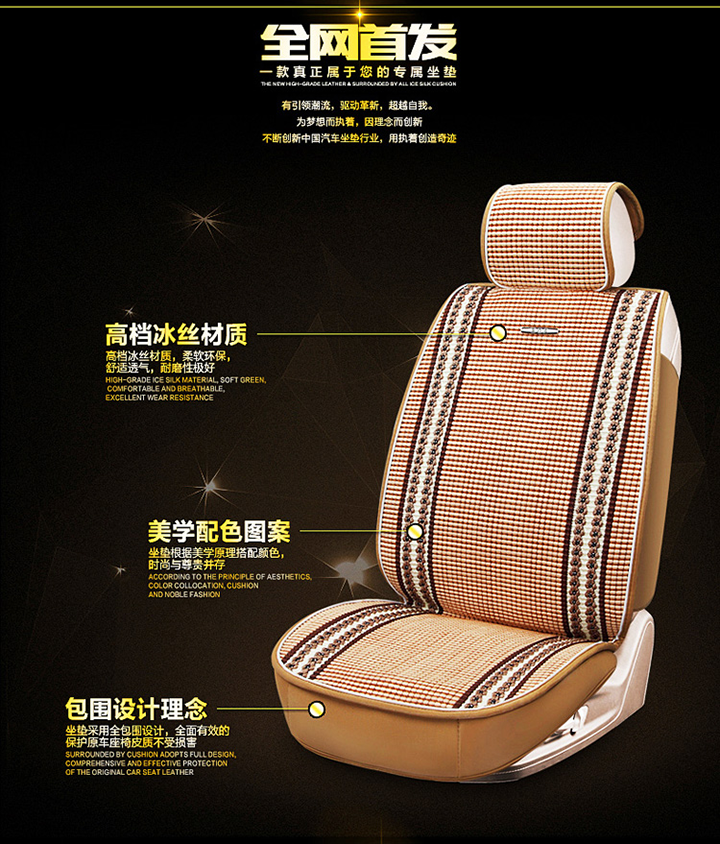 全网首发
一款真正属于您的专属坐垫
THE NEW HIGH-GRADE LEATHER & SURROUNDED BY ALL ICE SILK CUSHION
有引领潮流，驱动革新，超越自我。
为梦想而执着，因理念而创新
不断创新中国汽车坐垫行业，用执着创造奇迹
高档冰丝材质
高档冰丝材质，柔软环保，
舒适透气，耐磨性极好
HIGH-GRADE ICE SILK MATERIAL, SOFT GREEN,
COMFORTABLE AND BREATHABLE,
EXCELLENT WEAR RESISTANCE
美学配色图案
坐垫根据美学原理搭配颜色，
时尚与尊贵并存
ACCORDING TO THE PRINCIPLE OF AESTHETICS,
COLOR COLLOCATION, CUSHION
AND NOBLE FASHION
包围设计理念
坐垫采用全包围设计，全面有效的
保护原车座椅皮质不受损害
SURROUNDED BY CUSHION ADOPTS FULL DESIGN,
COMPREHENSIVE AND EFFECTIVE PROTECTION
OF THE ORIGINAL CAR SEAT LEATHER